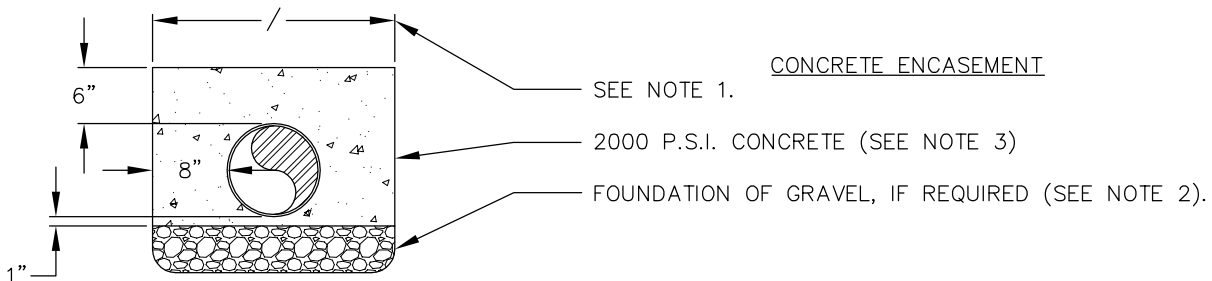 CONCRETE ENCASEMENT
6"
SEE NOTE 1.
2000 P.S.I. CONCRETE (SEE NOTE 3)
8"
FOUNDATION OF GRAVEL, IF REQUIRED (SEE NOTE 2).
1"